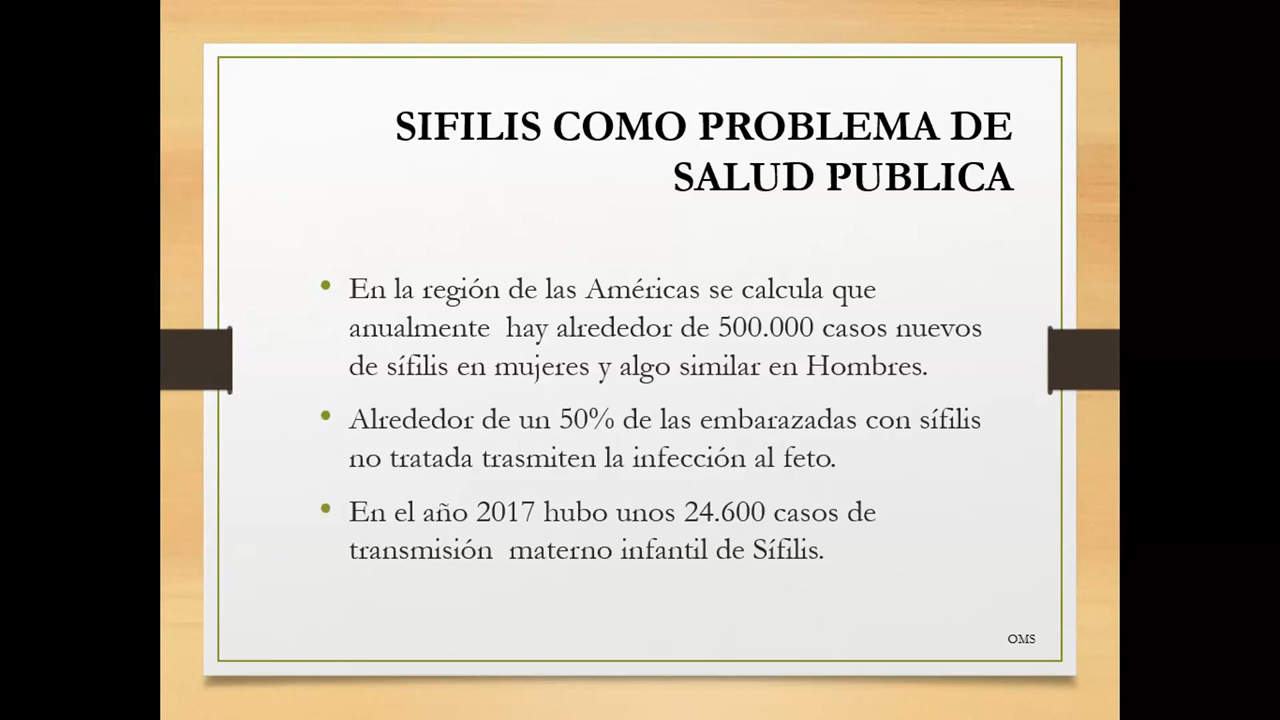 SIFILIS COMO PROBLEMA DE
SALUD PUBLICA
• En la región de las Américas se calcula que
anualmente  hay alrededor de 500.000 casos nuevos
de sífilis en mujeres y algo similar en Hombres.
• Alrededor de un 50% de las embarazadas con sífilis
no tratada trasmiten la infección al feto.
• En el año 2017 hubo unos 24.600 casos de
transmisión  materno infantil de Sífilis.
OMS